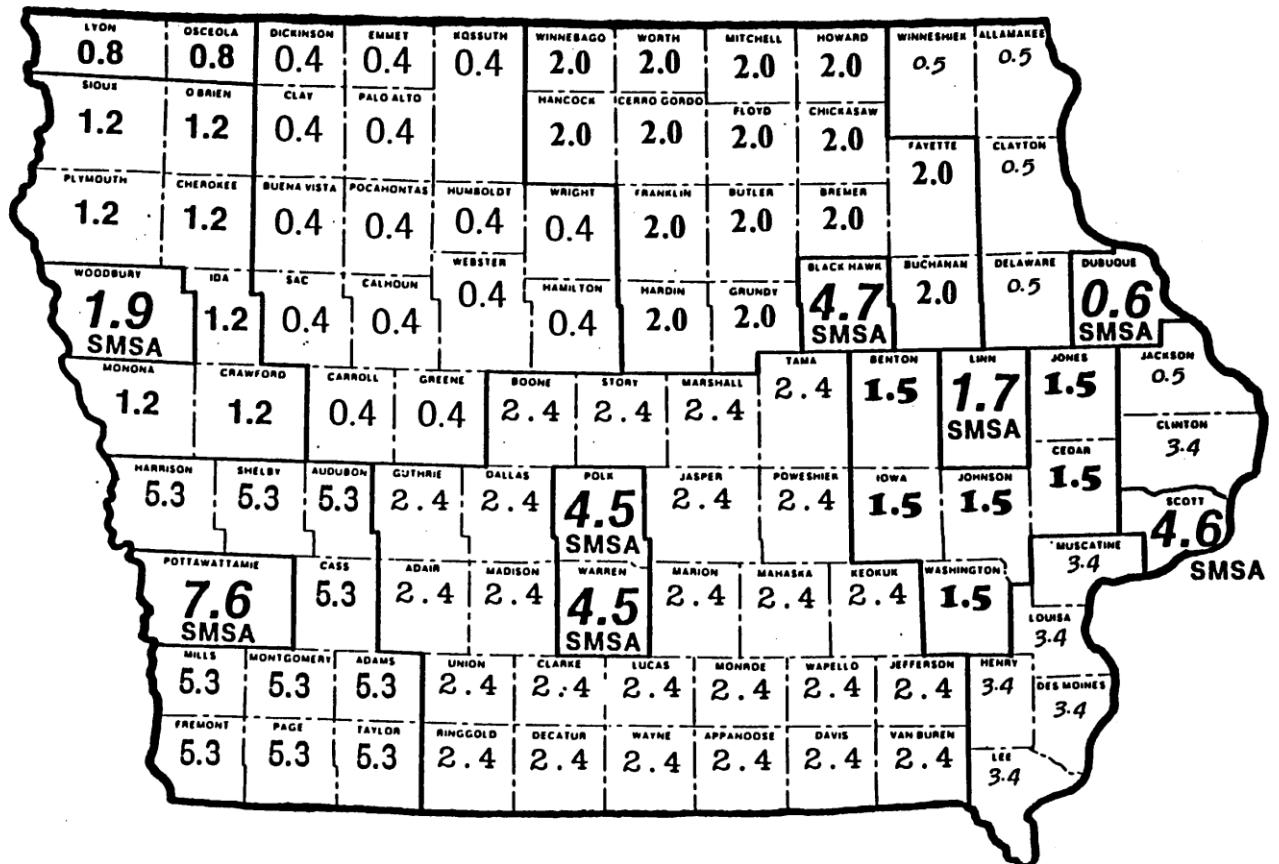 LYON OSCEOLA DICKINSON EMMET KOSSUTH WINNEBAGO WORTH MITCHELL HOWARD WINNESHIEK ALLAMAKEE
0.8 0.8 0.4 0.4 0.4 2.0 2.0 2.0 2.0 0.5 0.5
SIOUX O BRIEN CLAY PALO ALTO HANCOCK CERRO GORDO FLOYD CHICKASAW
1.2 1.2 0.4 0.4 2.0 2.0 2.0 2.0
FAYETTE CLAYTON
2.0 0.5
PLYMOUTH CHEROKEE BUENA VISTA POCAHONTAS HUMBOLDT WRIGHT FRANKLIN BUTLER BREMER
1.2 1.2 0.4 0.4 0.4 0.4 2.0 2.0 2.0
WOODBURY IDA SAC CALHOUN WEBSTER HAMILTON HARDIN GRUNDY BLACK HAWK BUCHANAN DELAWARE DUBUQUE
1.9 1.2 0.4 0.4 0.4 0.4 2.0 2.0 4.7 2.0 0.5 0.6
SMSA SMSA SMSA
MONONA CRAWFORD CARROLL GREENE BOONE STORY MARSHALL TAMA BENTON LINN JONES JACKSON
1.2 1.2 0.4 0.4 2.4 2.4 2.4 2.4 1.5 1.7 1.5 0.5
SMSA
CLINTON
3.4
HARRISON SHELBY AUDUBON GUTHRIE DALLAS POLK JASPER POWESHIEK IOWA JOHNSON CEDAR SCOTT
5.3 5.3 5.3 2.4 2.4 4.5 2.4 2.4 1.5 1.5 1.5 4.6
SMSA SMSA
POTTAWATTAMIE CASS ADAIR MADISON WARREN MARION MAHASKA KEOKUK WASHINGTON MUSCATINE
7.6 5.3 2.4 2.4 4.5 2.4 2.4 2.4 1.5 3.4
SMSA SMSA
LOUISA
3.4
MILLS MONTGOMERY ADAMS UNION CLARKE LUCAS MONROE WAPELLO JEFFERSON HENRY DES MOINES
5.3 5.3 5.3 2.4 2.4 2.4 2.4 2.4 2.4 3.4 3.4
FREMONT PAGE TAYLOR RINGGOLD DECATUR WAYNE APPANOOSE DAVIS VAN BUREN LEE
5.3 5.3 5.3 2.4 2.4 2.4 2.4 2.4 2.4 3.4